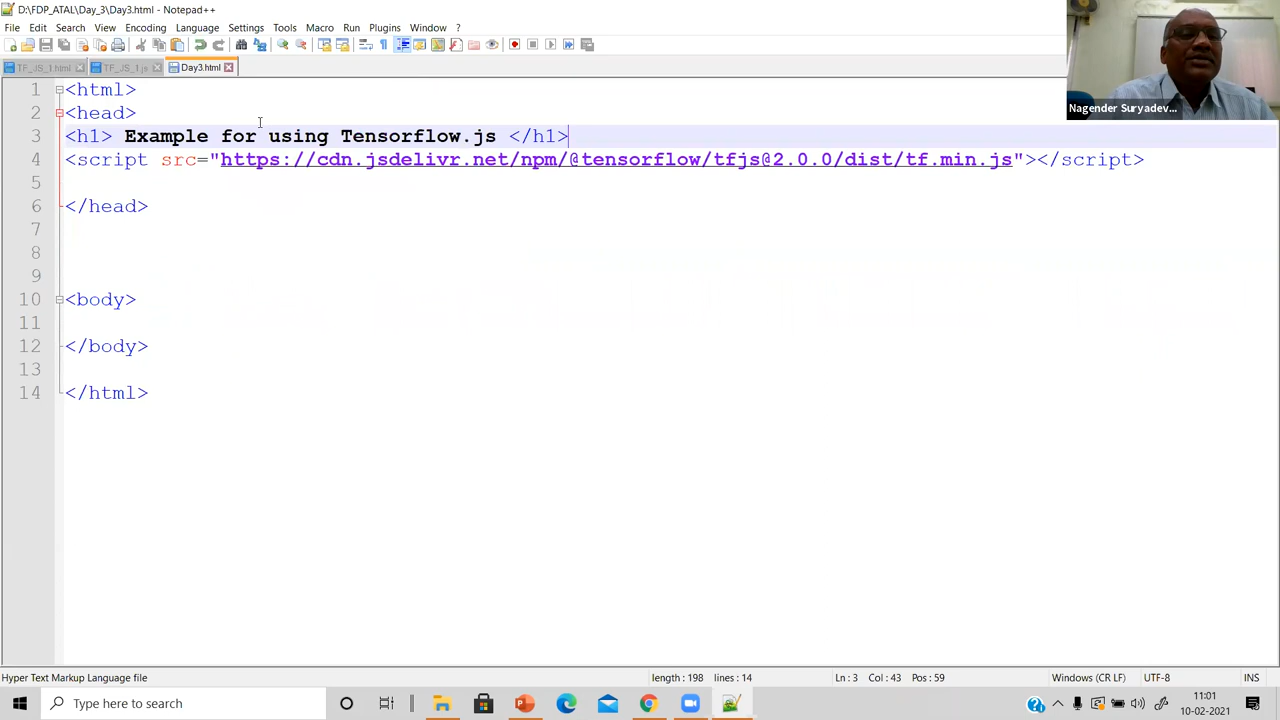 D:\FDP_ATAL\Day_3\Day3.html - Notepad++
File Edit Search View Encoding Language Settings Tools Macro Run Plugins Window ?
TF_JS_1.html TF_JS_1.js Day3.html
1 <html>
2 <head>
3 <h1> Example for using Tensorflow.js </h1>
4 <script src="https://cdn.jsdelivr.net/npm/@tensorflow/tfjs@2.0.0/dist/tf.min.js"></script>
5
6 </head>
7
8
9
10 <body>
11
12 </body>
13
14 </html>
Nagender Suryadev...
Hyper Text Markup Language file length : 198 lines : 14 Ln : 3 Col : 43 Pos : 59 Windows (CR LF) UTF-8 INS
Type here to search
11:01
10-02-2021